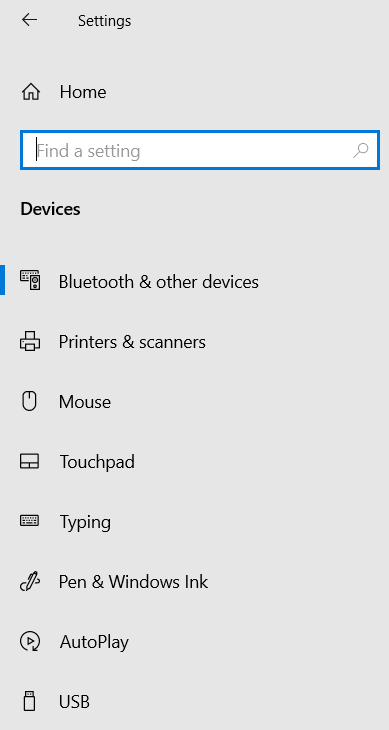 Settings
Home
Find a setting
Devices
Bluetooth & other devices
Printers & scanners
Mouse
Touchpad
Typing
Pen & Windows Ink
AutoPlay
USB